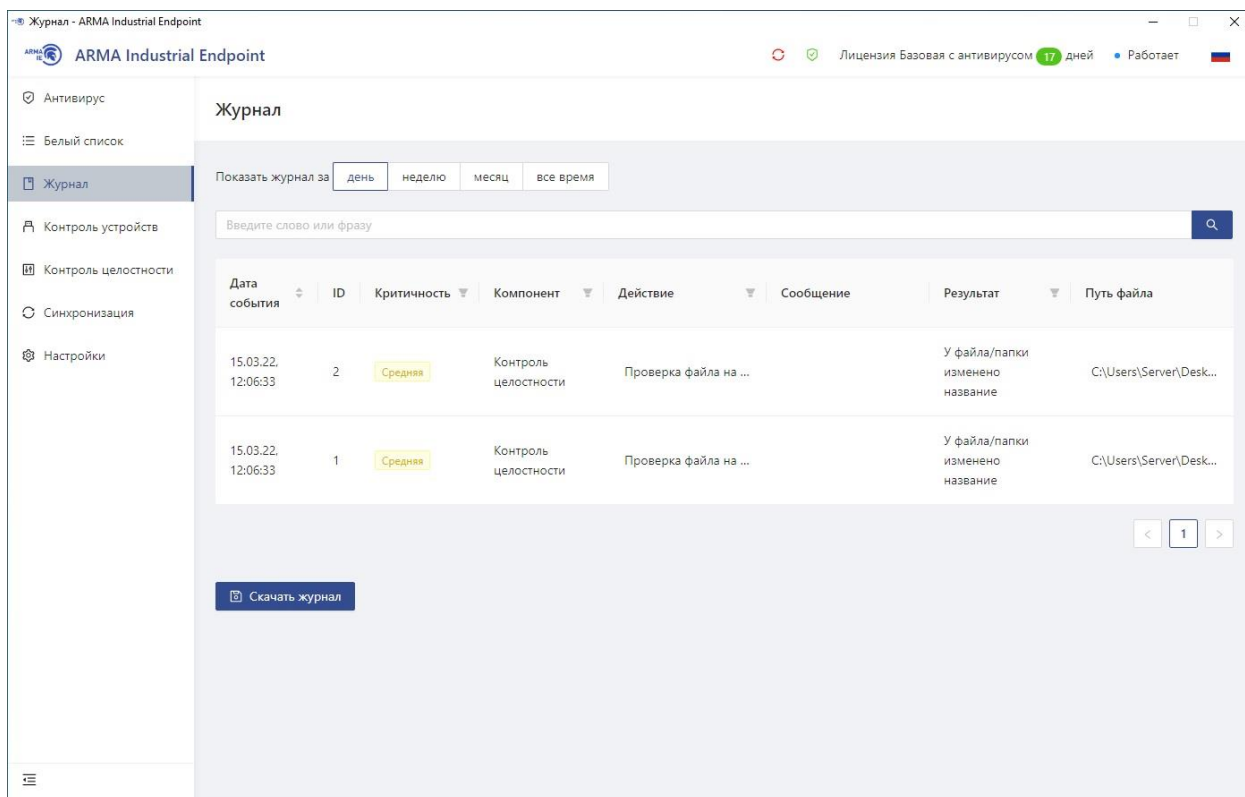 Журнал - ARMA Industrial Endpoint
ARMA IE
ARMA Industrial Endpoint
Лицензия Базовая с антивирусом 17 дней
Работает
Антивирус
Белый список
Журнал
Контроль устройств
Контроль целостности
Синхронизация
Настройки
Журнал
Показать журнал за день неделю месяц все время
Введите слово или фразу
Дата события ID Критичность Компонент Действие Сообщение Результат Путь файла
15.03.22, 12:06:33 2 Средняя Контроль целостности Проверка файла на ... У файла/папки изменено название C:\Users\Server\Desk...
15.03.22, 12:06:33 1 Средняя Контроль целостности Проверка файла на ... У файла/папки изменено название C:\Users\Server\Desk...
< 1 >
Скачать журнал